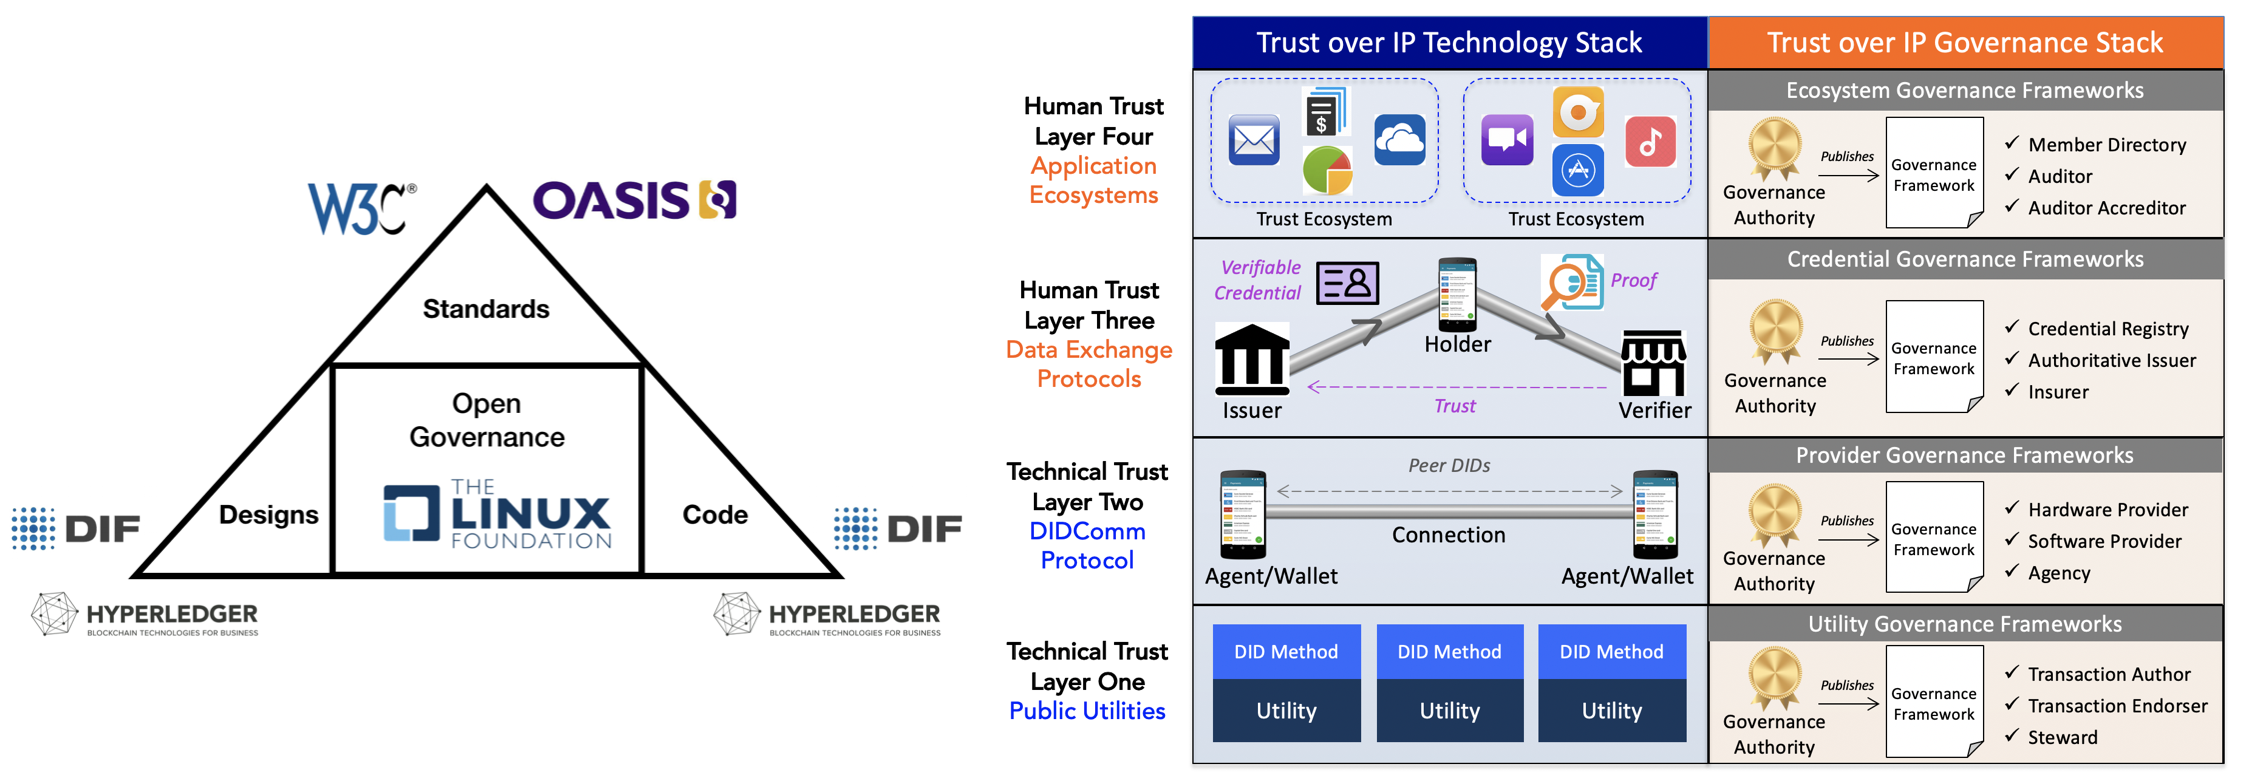 W3C®
OASIS
Standards
Open
Governance
THE
LINUX
FOUNDATION
Designs
Code
DIF
DIF
HYPERLEDGER
BLOCKCHAIN TECHNOLOGIES FOR BUSINESS
HYPERLEDGER
BLOCKCHAIN TECHNOLOGIES FOR BUSINESS
Trust over IP Technology Stack
Trust over IP Governance Stack
Human Trust
Layer Four
Application
Ecosystems
$
Trust Ecosystem
Trust Ecosystem
Ecosystem Governance Frameworks
Governance
Authority
Publishes
Governance
Framework
✓ Member Directory
✓ Auditor
✓ Auditor Accreditor
Human Trust
Layer Three
Data Exchange
Protocols
Verifiable
Credential
Proof
Holder
Issuer
Trust
Verifier
Credential Governance Frameworks
Governance
Authority
Publishes
Governance
Framework
✓ Credential Registry
✓ Authoritative Issuer
✓ Insurer
Technical Trust
Layer Two
DIDComm
Protocol
Peer DIDs
Connection
Agent/Wallet
Agent/Wallet
Provider Governance Frameworks
Governance
Authority
Publishes
Governance
Framework
✓ Hardware Provider
✓ Software Provider
✓ Agency
Technical Trust
Layer One
Public Utilities
DID Method
Utility
DID Method
Utility
DID Method
Utility
Utility Governance Frameworks
Governance
Authority
Publishes
Governance
Framework
✓ Transaction Author
✓ Transaction Endorser
✓ Steward